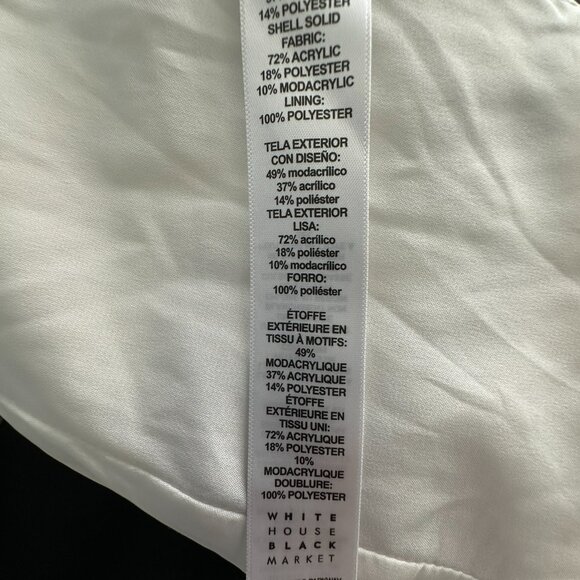 14% POLYESTER
SHELL SOLID
FABRIC:
72% ACRYLIC
18% POLYESTER
10% MODACRYLIC
LINING:
100% POLYESTER
TELA EXTERIOR
CON DISEÑO:
49% modacrílico
37% acrílico
14% poliéster
TELA EXTERIOR
LISA:
72% acrílico
18% poliéster
10% modacrílico
FORRO:
100% poliéster
ÉTOFFE
EXTÉRIEURE EN
TISSU À MOTIFS:
49%
MODACRYLIQUE
37% ACRYLIQUE
14% POLYESTER
ÉTOFFE
EXTÉRIEURE EN
TISSU UNI:
72% ACRYLIQUE
18% POLYESTER
10%
MODACRYLIQUE
DOUBLURE:
100% POLYESTER
WHITE
HOUSE
BLACK
MARKET